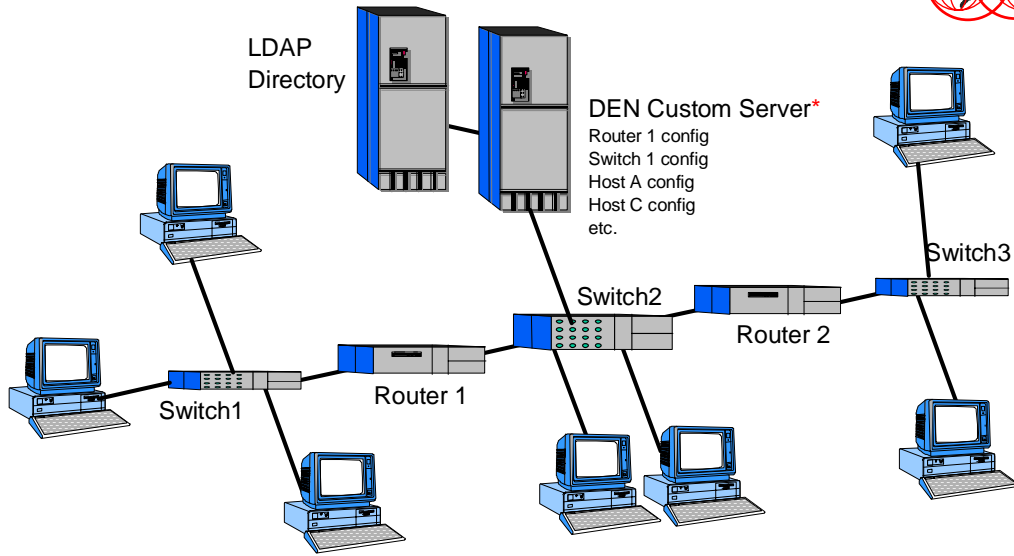 LDAP
Directory
DEN Custom Server*
Router 1 config
Switch 1 config
Host A config
Host C config
etc.
Switch3
Switch2
Router 2
Router 1
Switch1